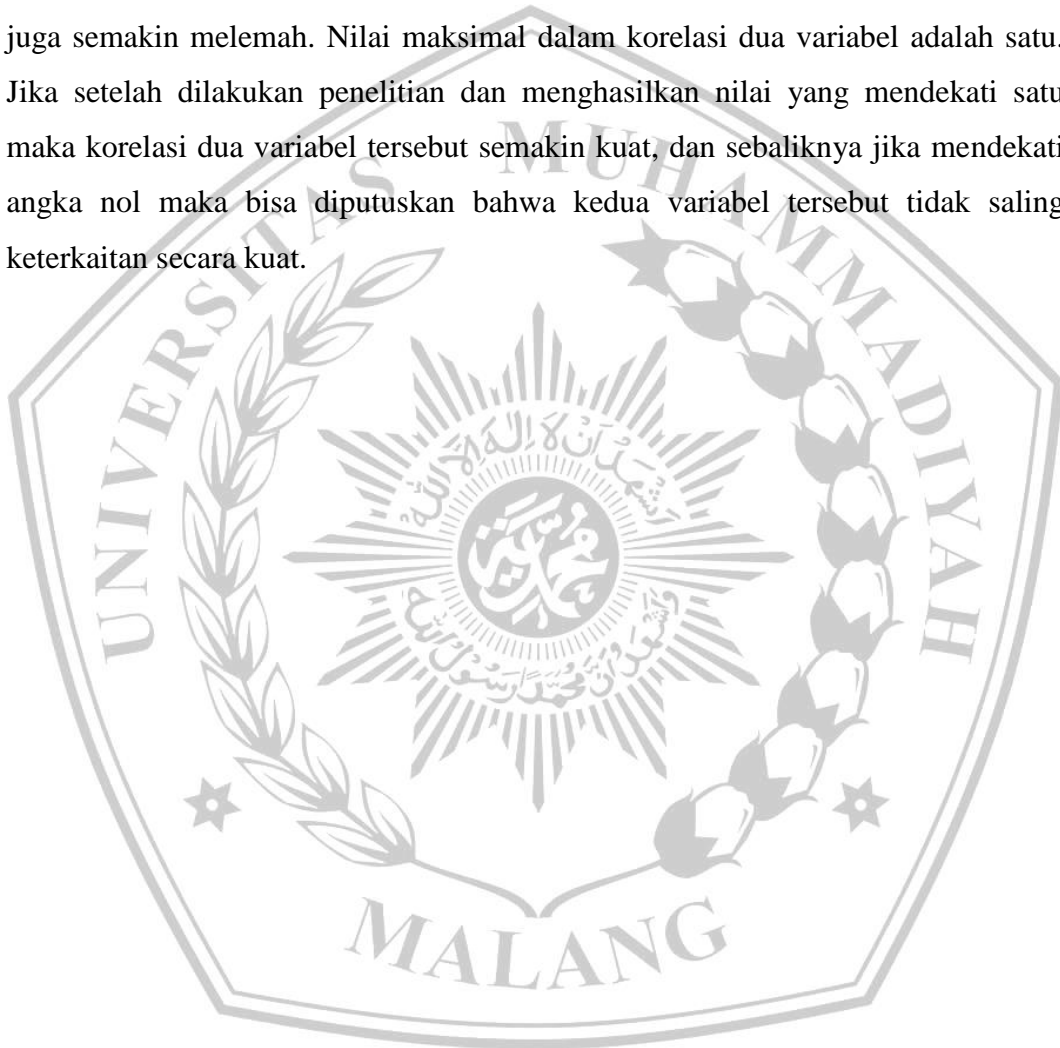 juga semakin melemah. Nilai maksimal dalam korelasi dua variabel adalah satu.
Jika setelah dilakukan penelitian dan menghasilkan nilai yang mendekati satu
maka korelasi dua variabel tersebut semakin kuat, dan sebaliknya jika mendekati
angka nol maka bisa diputuskan bahwa kedua variabel tersebut tidak saling
keterkaitan secara kuat.
UNIVERSITAS MUHAMMADIYAH
MALANG